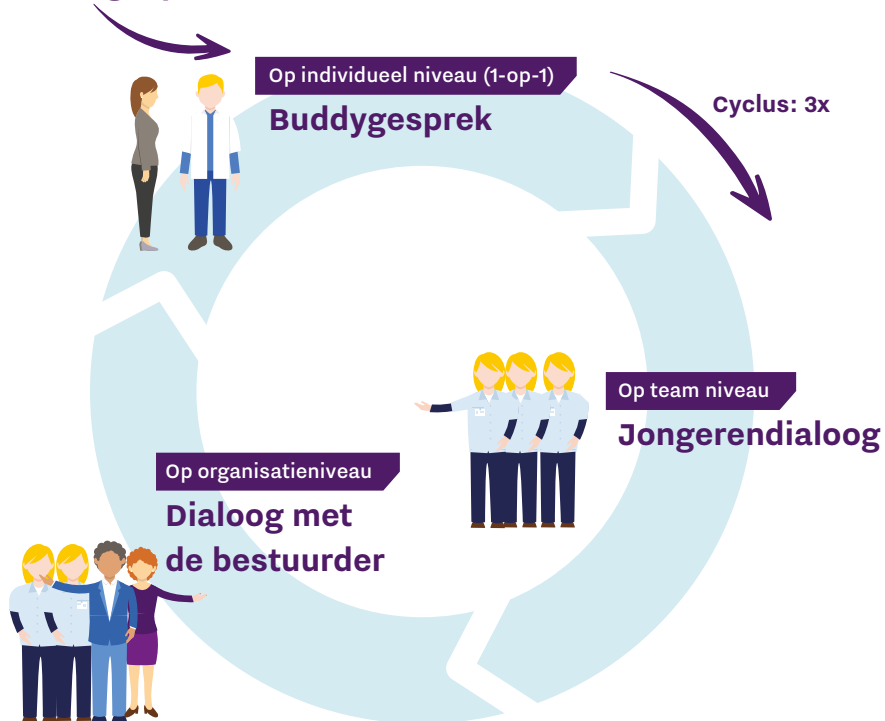 Op individueel niveau (1-op-1)
Buddygesprek
Cyclus: 3x
Op team niveau
Jongerendialoog
Op organisatieniveau
Dialoog met
de bestuurder